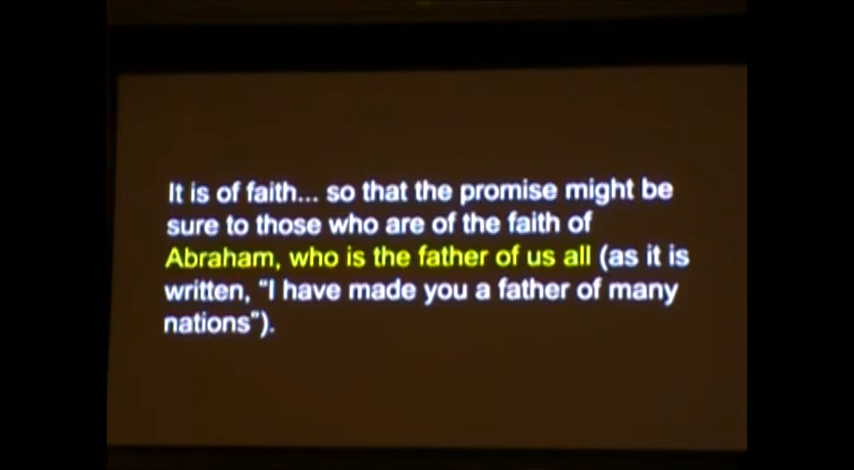 It is of faith... so that the promise might be
sure to those who are of the faith of
Abraham, who is the father of us all (as it is
written, "I have made you a father of many
nations").